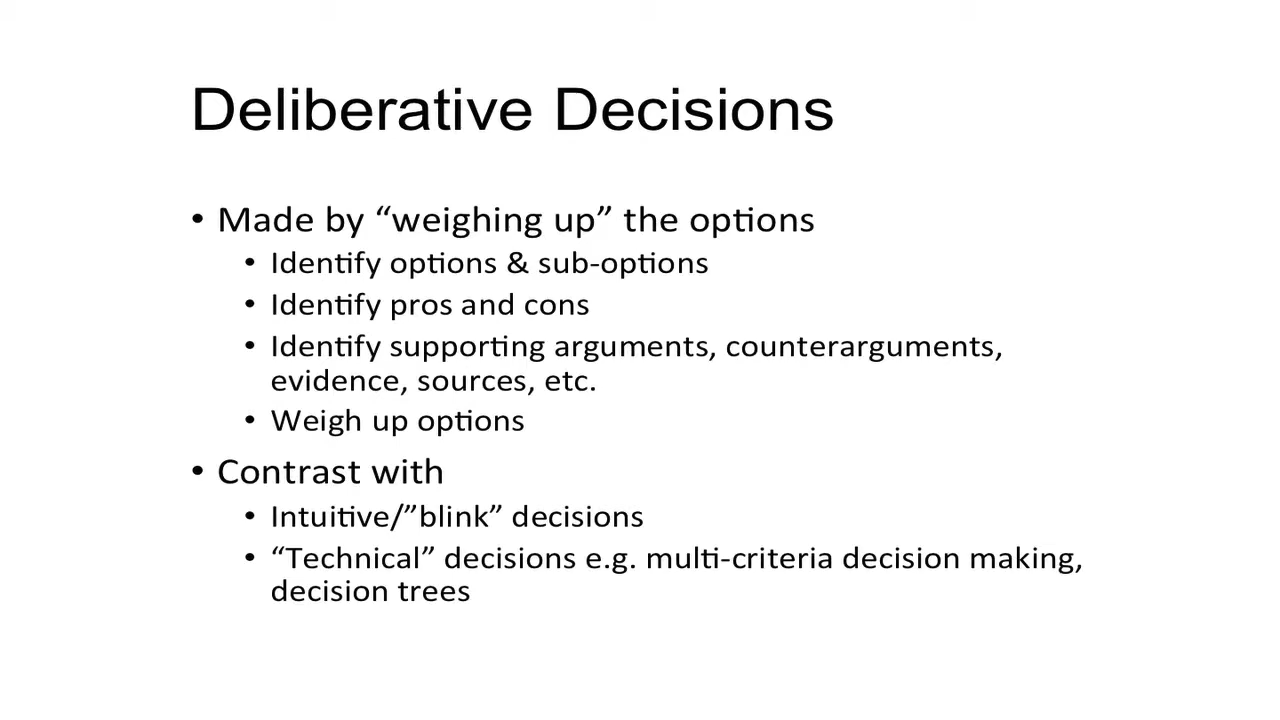 Deliberative Decisions
• Made by “weighing up” the options
• Identify options & sub-options
• Identify pros and cons
• Identify supporting arguments, counterarguments,
evidence, sources, etc.
• Weigh up options
• Contrast with
• Intuitive/”blink” decisions
• “Technical” decisions e.g. multi-criteria decision making,
decision trees